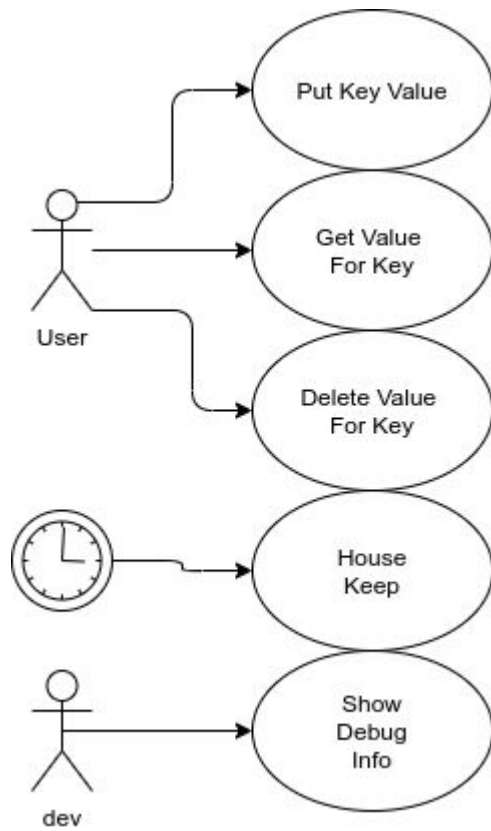 Put Key Value
Get Value
For Key
User
Delete Value
For Key
House
Keep
Show
Debug
Info
dev